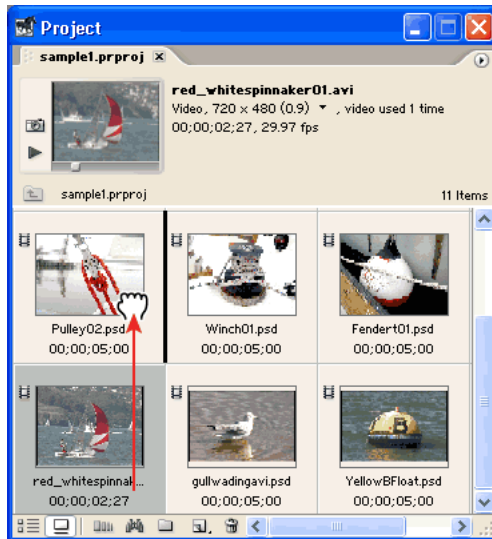 Project
sample1.prproj
red_whitespinnaker01.avi
Video, 720 x 480 (0.9) , video used 1 time
00;00;02;27, 29.97 fps
sample1.prproj 11 Items
Pulley02.psd Winch01.psd Fendert01.psd
00;00;05;00 00;00;05;00 00;00;05;00
red_whitespinnak... gullwadingavi.psd YellowBFloat.psd
00;00;02;27 00;00;05;00 00;00;05;00